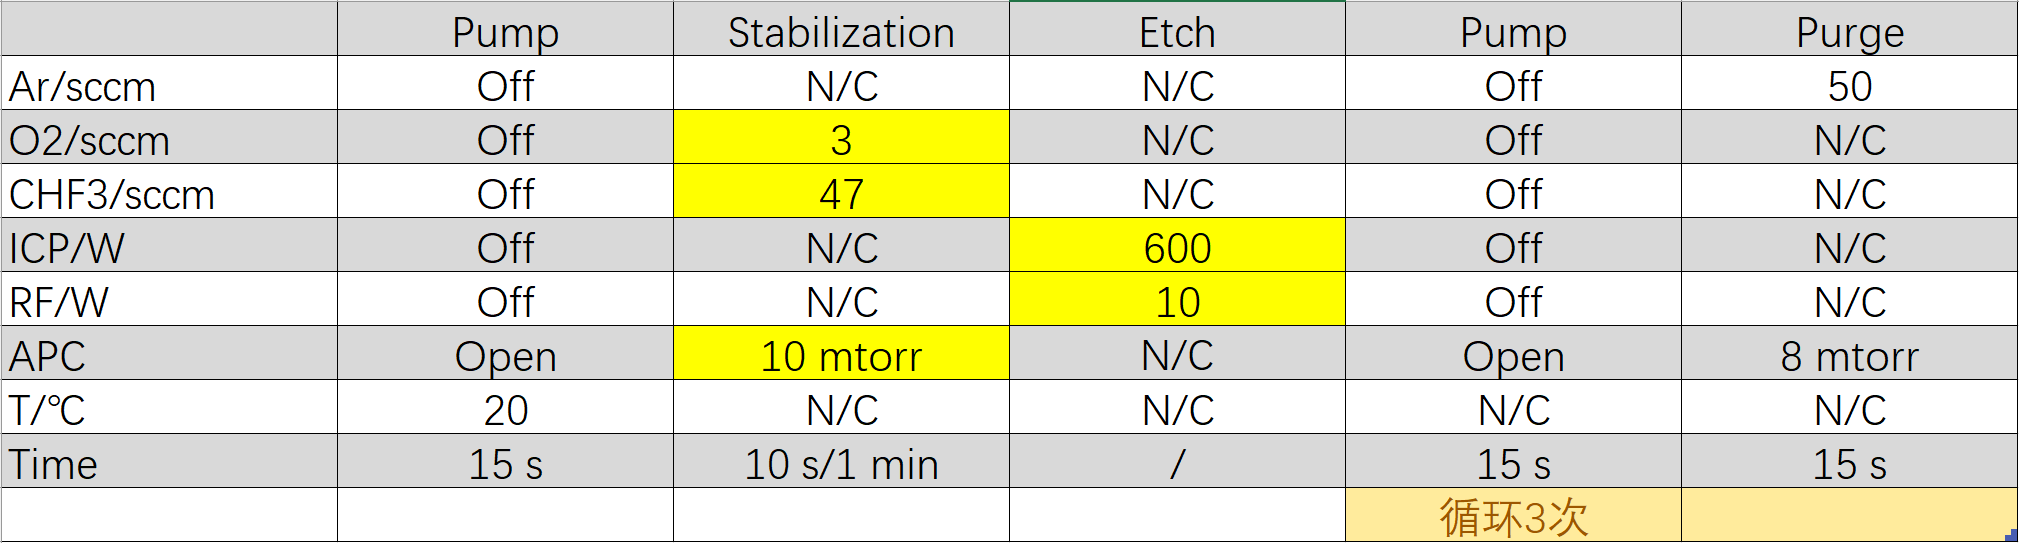 Pump Stabilization Etch Pump Purge
Ar/sccm Off N/C N/C Off 50
O2/sccm Off 3 N/C Off N/C
CHF3/sccm Off 47 N/C Off N/C
ICP/W Off N/C 600 Off N/C
RF/W Off N/C 10 Off N/C
APC Open 10 mtorr N/C Open 8 mtorr
T/℃ 20 N/C N/C N/C N/C
Time 15 s 10 s/1 min / 15 s 15 s
循环3次